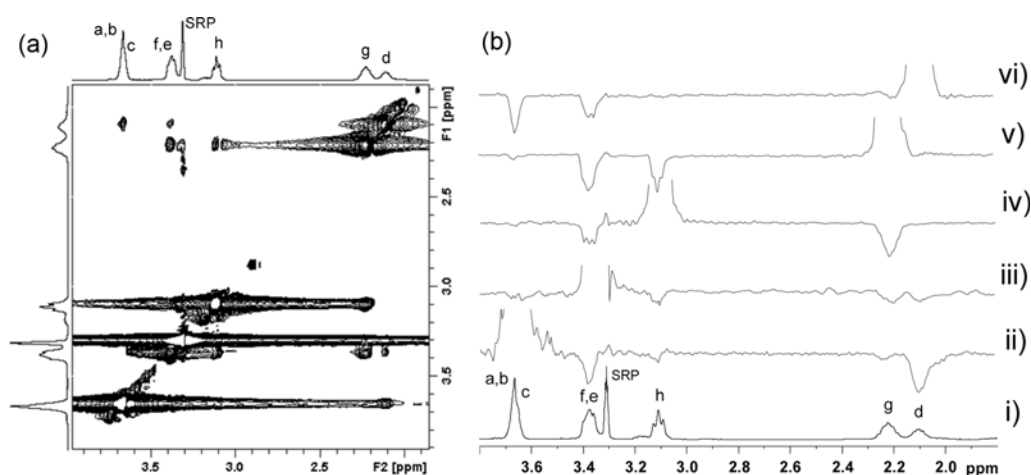 (a)
a,b
c
f,e
SRP
h
g
d
F1 [ppm]
2.5
3.0
3.5
3.5
3.0
2.5
F2 [ppm]
(b)
vi)
v)
iv)
iii)
ii)
i)
a,b
c
f,e
SRP
h
g
d
3.6
3.4
3.2
3.0
2.8
2.6
2.4
2.2
2.0
ppm